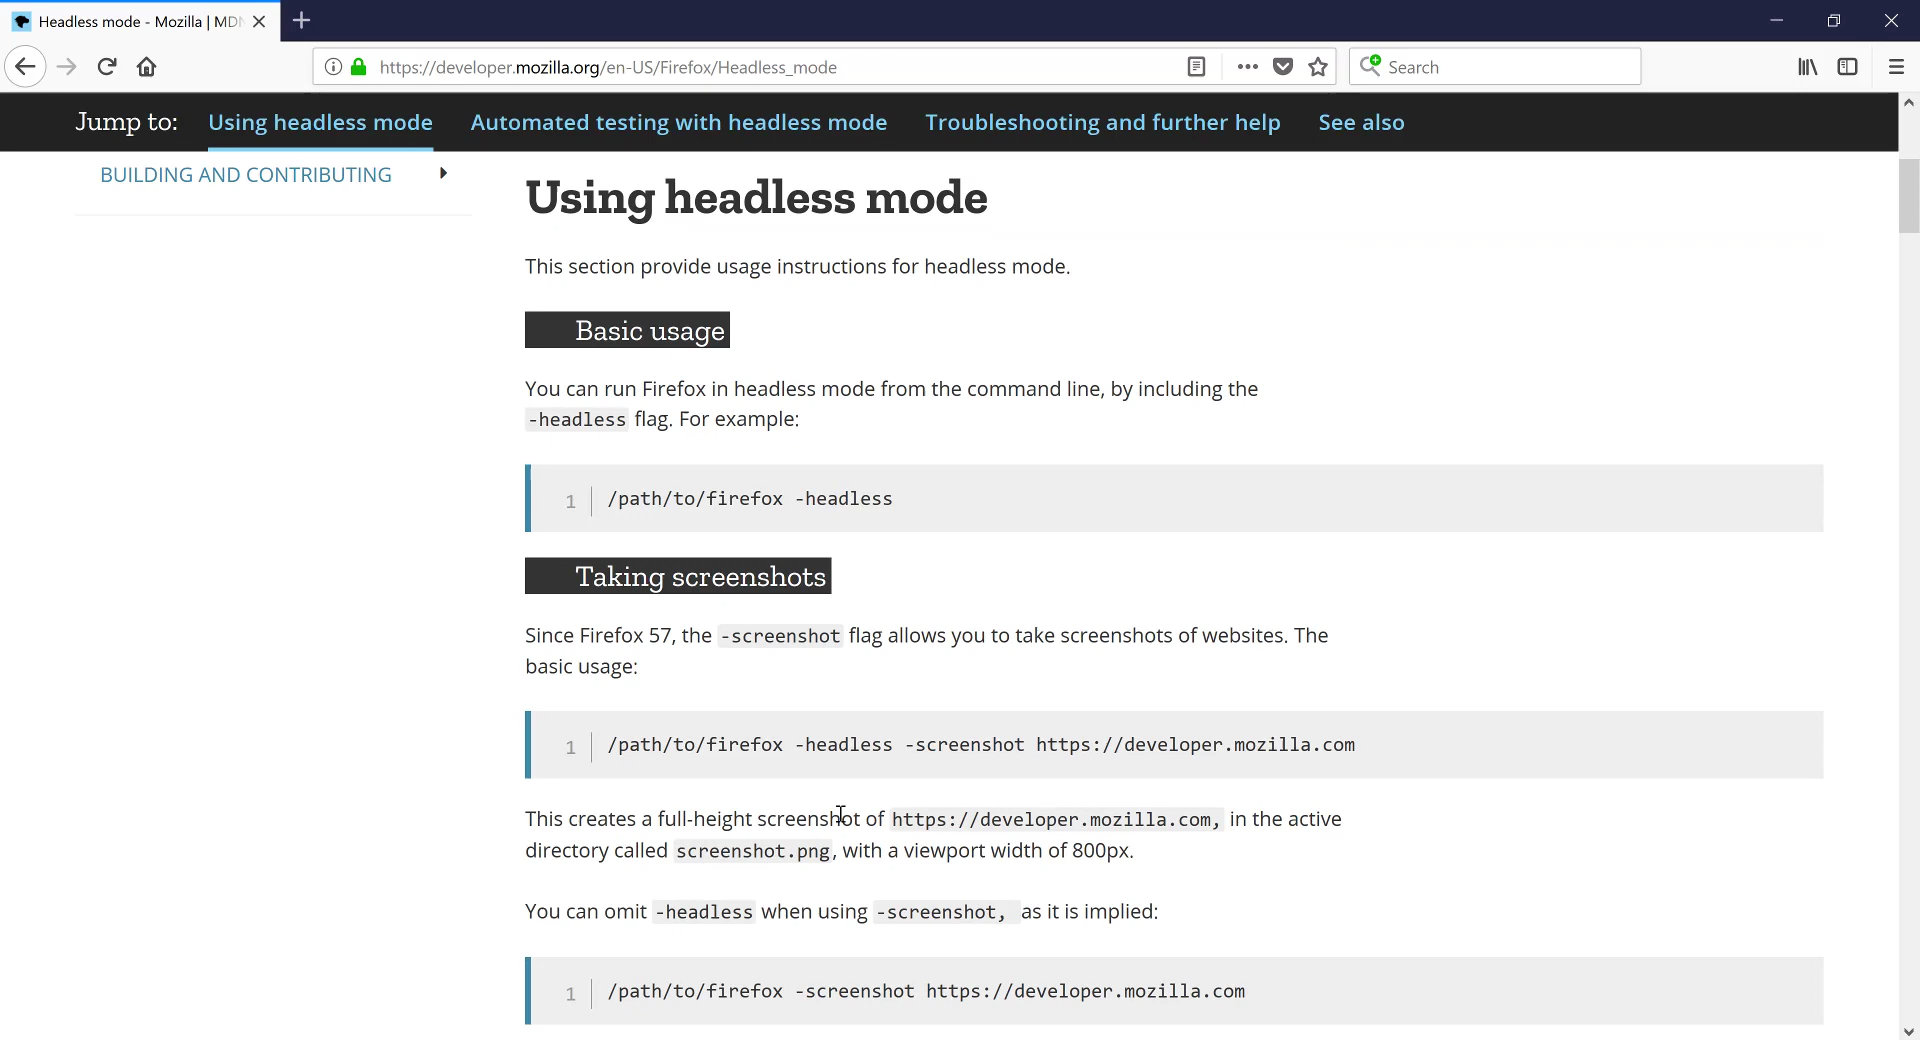 Headless mode - Mozilla | MDN
https://developer.mozilla.org/en-US/Firefox/Headless_mode
Search
Jump to: Using headless mode Automated testing with headless mode Troubleshooting and further help See also
BUILDING AND CONTRIBUTING
Using headless mode
This section provide usage instructions for headless mode.
Basic usage
You can run Firefox in headless mode from the command line, by including the
-headless flag. For example:
1 /path/to/firefox -headless
Taking screenshots
Since Firefox 57, the -screenshot flag allows you to take screenshots of websites. The
basic usage:
1 /path/to/firefox -headless -screenshot https://developer.mozilla.com
This creates a full-height screenshot of https://developer.mozilla.com, in the active
directory called screenshot.png, with a viewport width of 800px.
You can omit -headless when using -screenshot, as it is implied:
1 /path/to/firefox -screenshot https://developer.mozilla.com